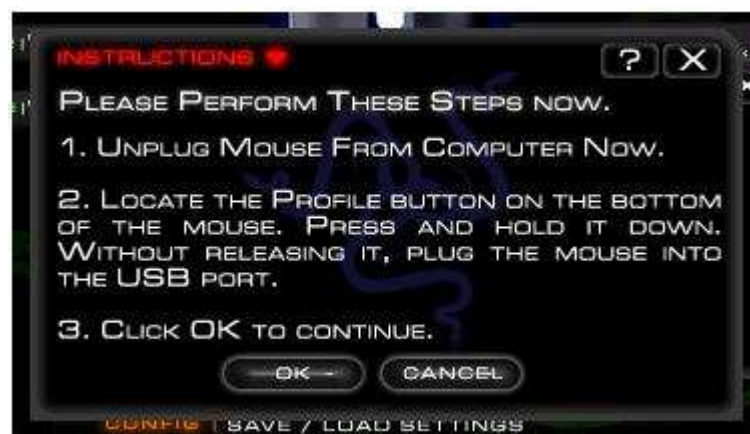 INSTRUCTIONS
? X
PLEASE PERFORM THESE STEPS NOW.
1. UNPLUG MOUSE FROM COMPUTER NOW.
2. LOCATE THE PROFILE BUTTON ON THE BOTTOM
OF THE MOUSE. PRESS AND HOLD IT DOWN.
WITHOUT RELEASING IT, PLUG THE MOUSE INTO
THE USB PORT.
3. CLICK OK TO CONTINUE.
OK CANCEL
CONFIG | SAVE / LOAD SETTINGS